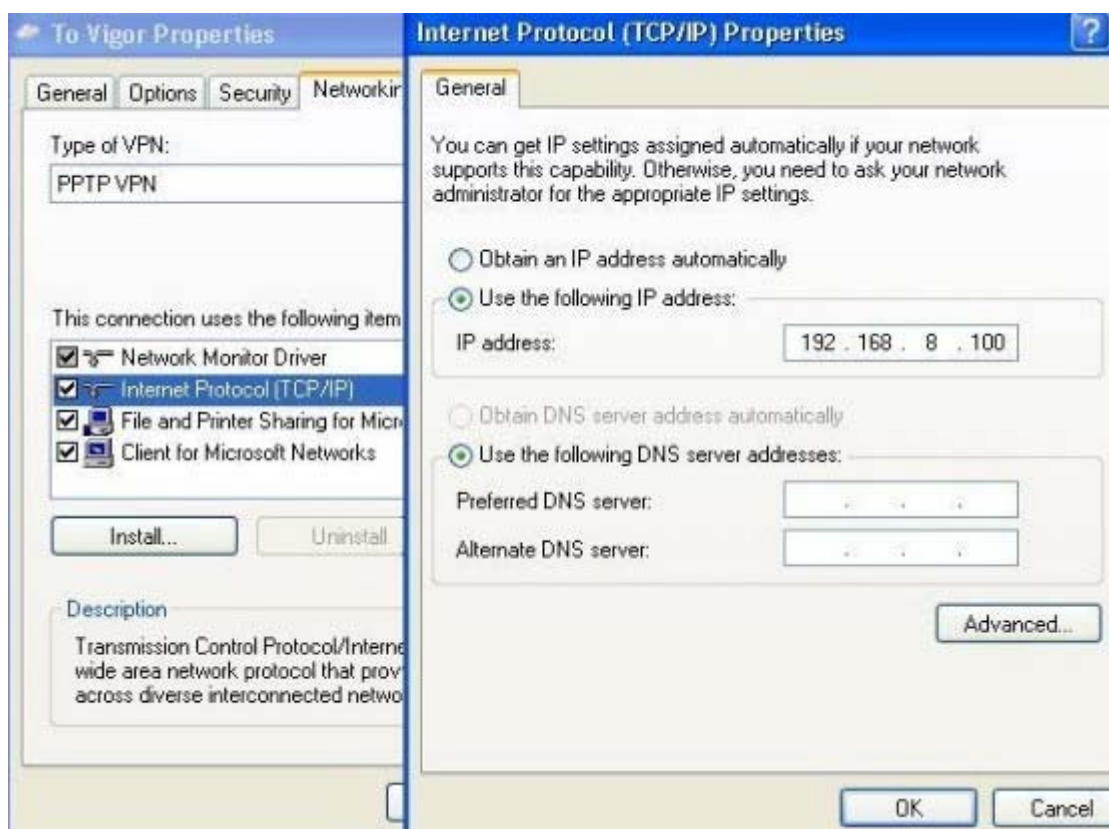 To Vigor Properties
General Options Security Networkin
Type of VPN:
PPTP VPN
This connection uses the following item
Network Monitor Driver
Internet Protocol (TCP/IP)
File and Printer Sharing for Micr
Client for Microsoft Networks
Install... Uninstall
Description
Transmission Control Protocol/Interne
wide area network protocol that prov
across diverse interconnected netwo
Internet Protocol (TCP/IP) Properties ?
General
You can get IP settings assigned automatically if your network
supports this capability. Otherwise, you need to ask your network
administrator for the appropriate IP settings.
Obtain an IP address automatically
Use the following IP address:
IP address: 192 . 168 . 8 . 100
Obtain DNS server address automatically
Use the following DNS server addresses:
Preferred DNS server: . . .
Alternate DNS server: . . .
Advanced...
OK Cancel